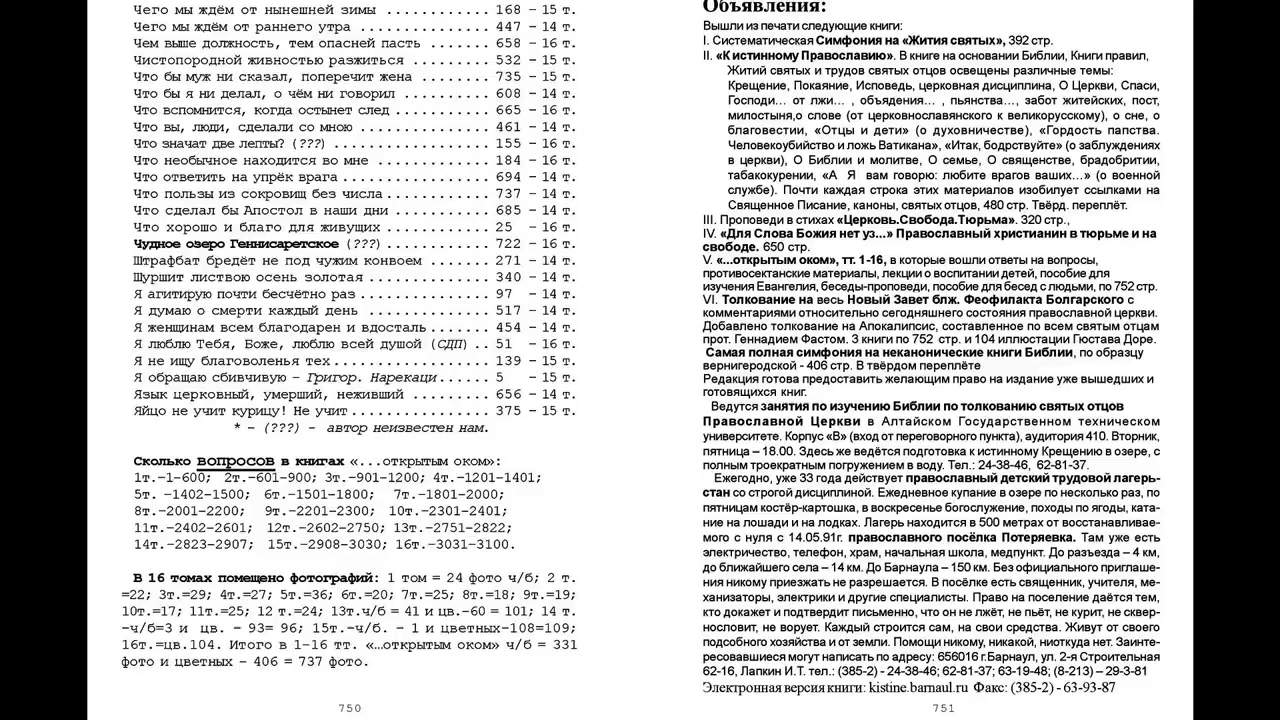 Чего мы ждём от нынешней зимы ............ 168 – 15 т.
Чего мы ждём от раннего утра ............... 447 – 14 т.
Чем выше должность, тем опасней пасть ...... 658 – 16 т.
Чистопородной живностью разжиться .......... 532 – 15 т.
Что бы муж ни сказал, поперечит жена ........ 735 – 15 т.
Что бы я ни делал, о чём ни говорил ......... 608 – 14 т.
Что вспомнится, когда остынет след .......... 665 – 16 т.
Что вы, люди, сделали со мною ............... 461 – 14 т.
Что значат две лепты? (???) ................. 155 – 16 т.
Что необычное находится во мне ............. 184 – 16 т.
Что ответить на упрёк врага ................. 694 – 14 т.
Что пользы из сокровищ без числа ............ 737 – 14 т.
Что сделал бы Апостол в наши дни ........... 685 – 14 т.
Что хорошо и благо для живущих ............. 25 – 16 т.
Чудное озеро Геннисаретское (???) ............ 722 – 16 т.
Штрафбат бредёт не под чужим конвоем ....... 271 – 14 т.
Шуршит листвою осень золотая ............... 340 – 14 т.
Я агитирую почти бесчётно раз ............... 97 – 14 т.
Я думаю о смерти каждый день ............... 517 – 14 т.
Я женщинам всем благодарен и вдосталь ....... 454 – 14 т.
Я люблю Тебя, Боже, люблю всей душой (СДП) .. 51 – 16 т.
Я не ищу благоволенья тех ................... 139 – 15 т.
Я обращаю сбивчивую – Григор. Нарекаци...... 5 – 15 т.
Язык церковный, умерший, неживший .......... 656 – 14 т.
Яйцо не учит курицу! Не учит ................. 375 – 15 т.
* – (???) – автор неизвестен нам.
Сколько вопросов в книгах «...открытым оком»:
1т.-1-600; 2т.-601-900; 3т.-901-1200; 4т.-1201-1401;
5т. -1402-1500; 6т.-1501-1800; 7т.-1801-2000;
8т.-2001-2200; 9т.-2201-2300; 10т.-2301-2401;
11т.-2402-2601; 12т.-2602-2750; 13т.-2751-2822;
14т.-2823-2907; 15т.-2908-3030; 16т.-3031-3100.
В 16 томах помещено фотографий: 1 том = 24 фото ч/б; 2 т.
=22; 3т.=29; 4т.=27; 5т.=36; 6т.=20; 7т.=25; 8т.=18; 9т.=19;
10т.=17; 11т.=25; 12 т.=24; 13т.ч/б = 41 и цв.-60 = 101; 14 т.
-ч/б=3 и цв. - 93= 96; 15т.-ч/б. - 1 и цветных-108=109;
16т.=цв.104. Итого в 1-16 тт. «...открытым оком» ч/б = 331
фото и цветных - 406 = 737 фото.
750
Объявления:
Вышли из печати следующие книги:
I. Систематическая Симфония на «Жития святых», 392 стр.
II. «К истинному Православию». В книге на основании Библии, Книги правил,
Житий святых и трудов святых отцов освещены различные темы:
Крещение, Покаяние, Исповедь, церковная дисциплина, О Церкви, Спаси,
Господи… от лжи… , объядения… , пьянства…, забот житейских, пост,
милостыня,о слове (от церковнославянского к великорусскому), о сне, о
благовестии, «Отцы и дети» (о духовничестве), «Гордость папства.
Человекоубийство и ложь Ватикана», «Итак, бодрствуйте» (о заблуждениях
в церкви), О Библии и молитве, О семье, О священстве, брадобритии,
табакокурении, «А Я вам говорю: любите врагов ваших...» (о военной
службе). Почти каждая строка этих материалов изобилует ссылками на
Священное Писание, каноны, святых отцов, 480 стр. Твёрд. переплёт.
III. Проповеди в стихах «Церковь.Свобода.Тюрьма». 320 стр.,
IV. «Для Слова Божия нет уз...» Православный христианин в тюрьме и на
свободе. 650 стр.
V. «...открытым оком», тт. 1-16, в которые вошли ответы на вопросы,
противосектанские материалы, лекции о воспитании детей, пособие для
изучения Евангелия, беседы-проповеди, пособие для бесед с людьми, по 752 стр.
VI. Толкование на весь Новый Завет блж. Феофилакта Болгарского с
комментариями относительно сегодняшнего состояния православной церкви.
Добавлено толкование на Апокалипсис, составленное по всем святым отцам
прот. Геннадием Фастом. 3 книги по 752 стр. и 104 иллюстации Гюстава Доре.
Самая полная симфония на неканонические книги Библии, по образцу
вернигеродской - 406 стр. В твёрдом переплёте
Редакция готова предоставить желающим право на издание уже вышедших и
готовящихся книг.
Ведутся занятия по изучению Библии по толкованию святых отцов
Православной Церкви в Алтайском Государственном техническом
университете. Корпус «В» (вход от переговорного пункта), аудитория 410. Вторник,
пятница – 18.00. Здесь же ведётся подготовка к истинному Крещению в озере, с
полным троекратным погружением в воду. Тел.: 24-38-46, 62-81-37.
Ежегодно, уже 33 года действует православный детский трудовой лагерь-
стан со строгой дисциплиной. Ежедневное купание в озере по несколько раз, по
пятницам костёр-картошка, в воскресенье богослужение, походы по ягоды, ката-
ние на лошади и на лодках. Лагерь находится в 500 метрах от восстанавливае-
мого с нуля с 14.05.91г. православного посёлка Потеряевка. Там уже есть
электричество, телефон, храм, начальная школа, медпункт. До разъезда – 4 км,
до ближайшего села – 14 км. До Барнаула – 150 км. Без официального приглаше-
ния никому приезжать не разрешается. В посёлке есть священник, учителя, ме-
ханизаторы, электрики и другие специалисты. Право на поселение даётся тем,
кто докажет и подтвердит письменно, что он не лжёт, не пьёт, не курит, не сквер-
нословит, не ворует. Каждый строится сам, на свои средства. Живут от своего
подсобного хозяйства и от земли. Помощи никому, никакой, ниоткуда нет. Заинте-
ресовавшиеся могут написать по адресу: 656016 г.Барнаул, ул. 2-я Строительная
62-16, Лапкин И.Т. тел.: (385-2) - 24-38-46; 62-81-37; 63-19-48; (8-213) – 29-3-81
Электронная версия книги: kistine.barnaul.ru Факс: (385-2) - 63-93-87
751